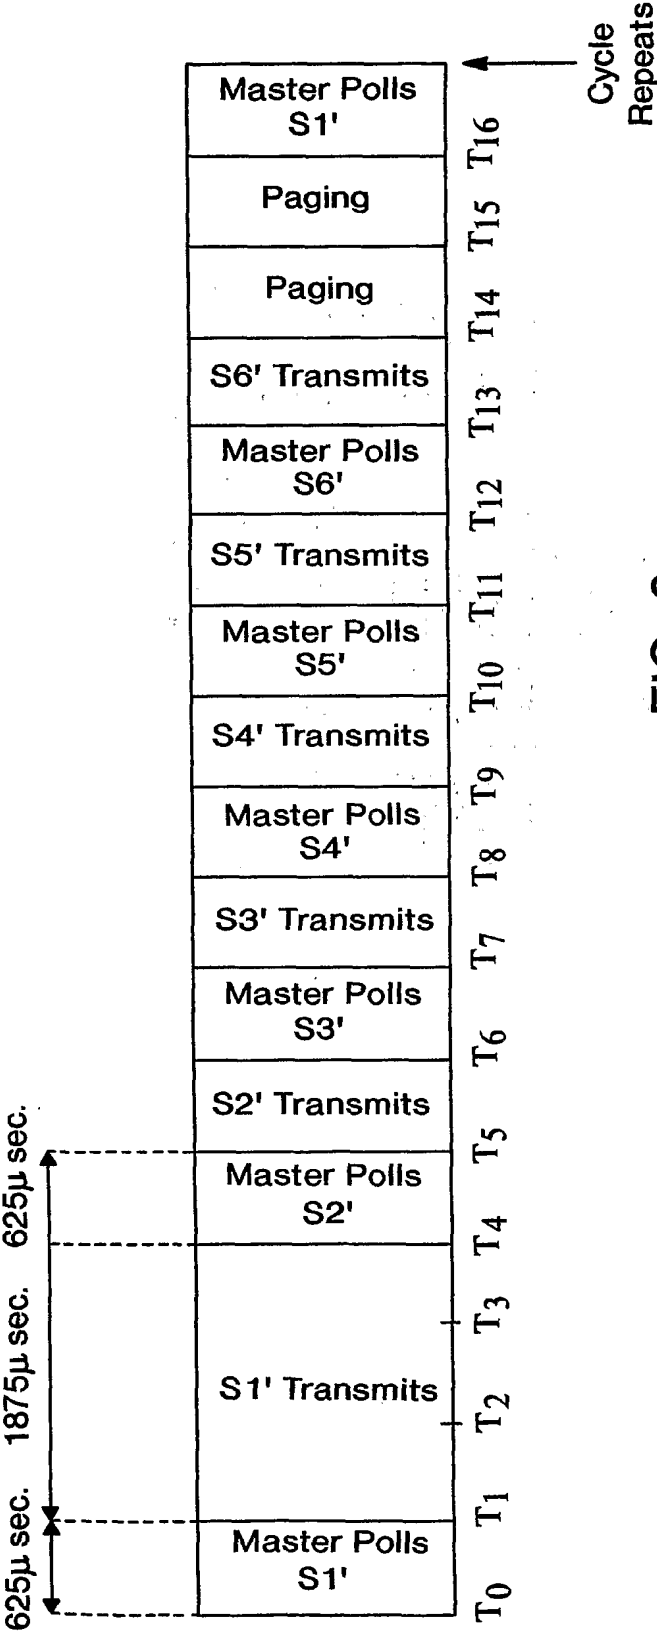 Master Polls
S1'
Paging
Paging
S6' Transmits
Master Polls
S6'
S5' Transmits
Master Polls
S5'
S4' Transmits
Master Polls
S4'
S3' Transmits
Master Polls
S3'
S2' Transmits
Master Polls
S2'
S1' Transmits
Master Polls
S1'
Cycle
Repeats
T16
T15
T14
T13
T12
T11
T10
T9
T8
T7
T6
T5
T4
T3
T2
T1
T0
625μ sec.
1875μ sec.
625μ sec.